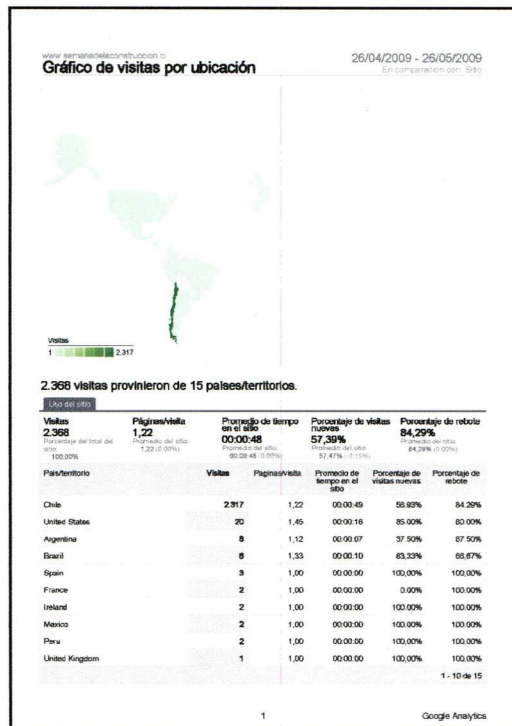 www.semanadelaconstruccion.cl
Gráfico de visitas por ubicación
26/04/2009 - 26/05/2009
En comparación con: Sitio
Visitas
1 2.317
2.368 visitas provinieron de 15 países/territorios.
Uso del sitio
Visitas
2.368
Porcentaje del total del sitio:
100,00%
Páginas/visita
1,22
Promedio del sitio:
1,22 (0,00%)
Promedio de tiempo en el sitio
00:00:48
Promedio del sitio:
00:00:48 (0,00%)
Porcentaje de visitas nuevas
57,39%
Promedio del sitio:
57,47% (-0,15%)
Porcentaje de rebote
84,29%
Promedio del sitio:
84,29% (0,00%)
País/territorio Visitas Páginas/visita Promedio de tiempo en el sitio Porcentaje de visitas nuevas Porcentaje de rebote
Chile 2.317 1,22 00:00:49 56,93% 84,29%
United States 20 1,45 00:00:16 85,00% 80,00%
Argentina 8 1,12 00:00:07 37,50% 87,50%
Brazil 6 1,33 00:00:10 83,33% 66,67%
Spain 3 1,00 00:00:00 100,00% 100,00%
France 2 1,00 00:00:00 0,00% 100,00%
Ireland 2 1,00 00:00:00 100,00% 100,00%
Mexico 2 1,00 00:00:00 100,00% 100,00%
Peru 2 1,00 00:00:00 100,00% 100,00%
United Kingdom 1 1,00 00:00:00 100,00% 100,00%
1 - 10 de 15
1
Google Analytics